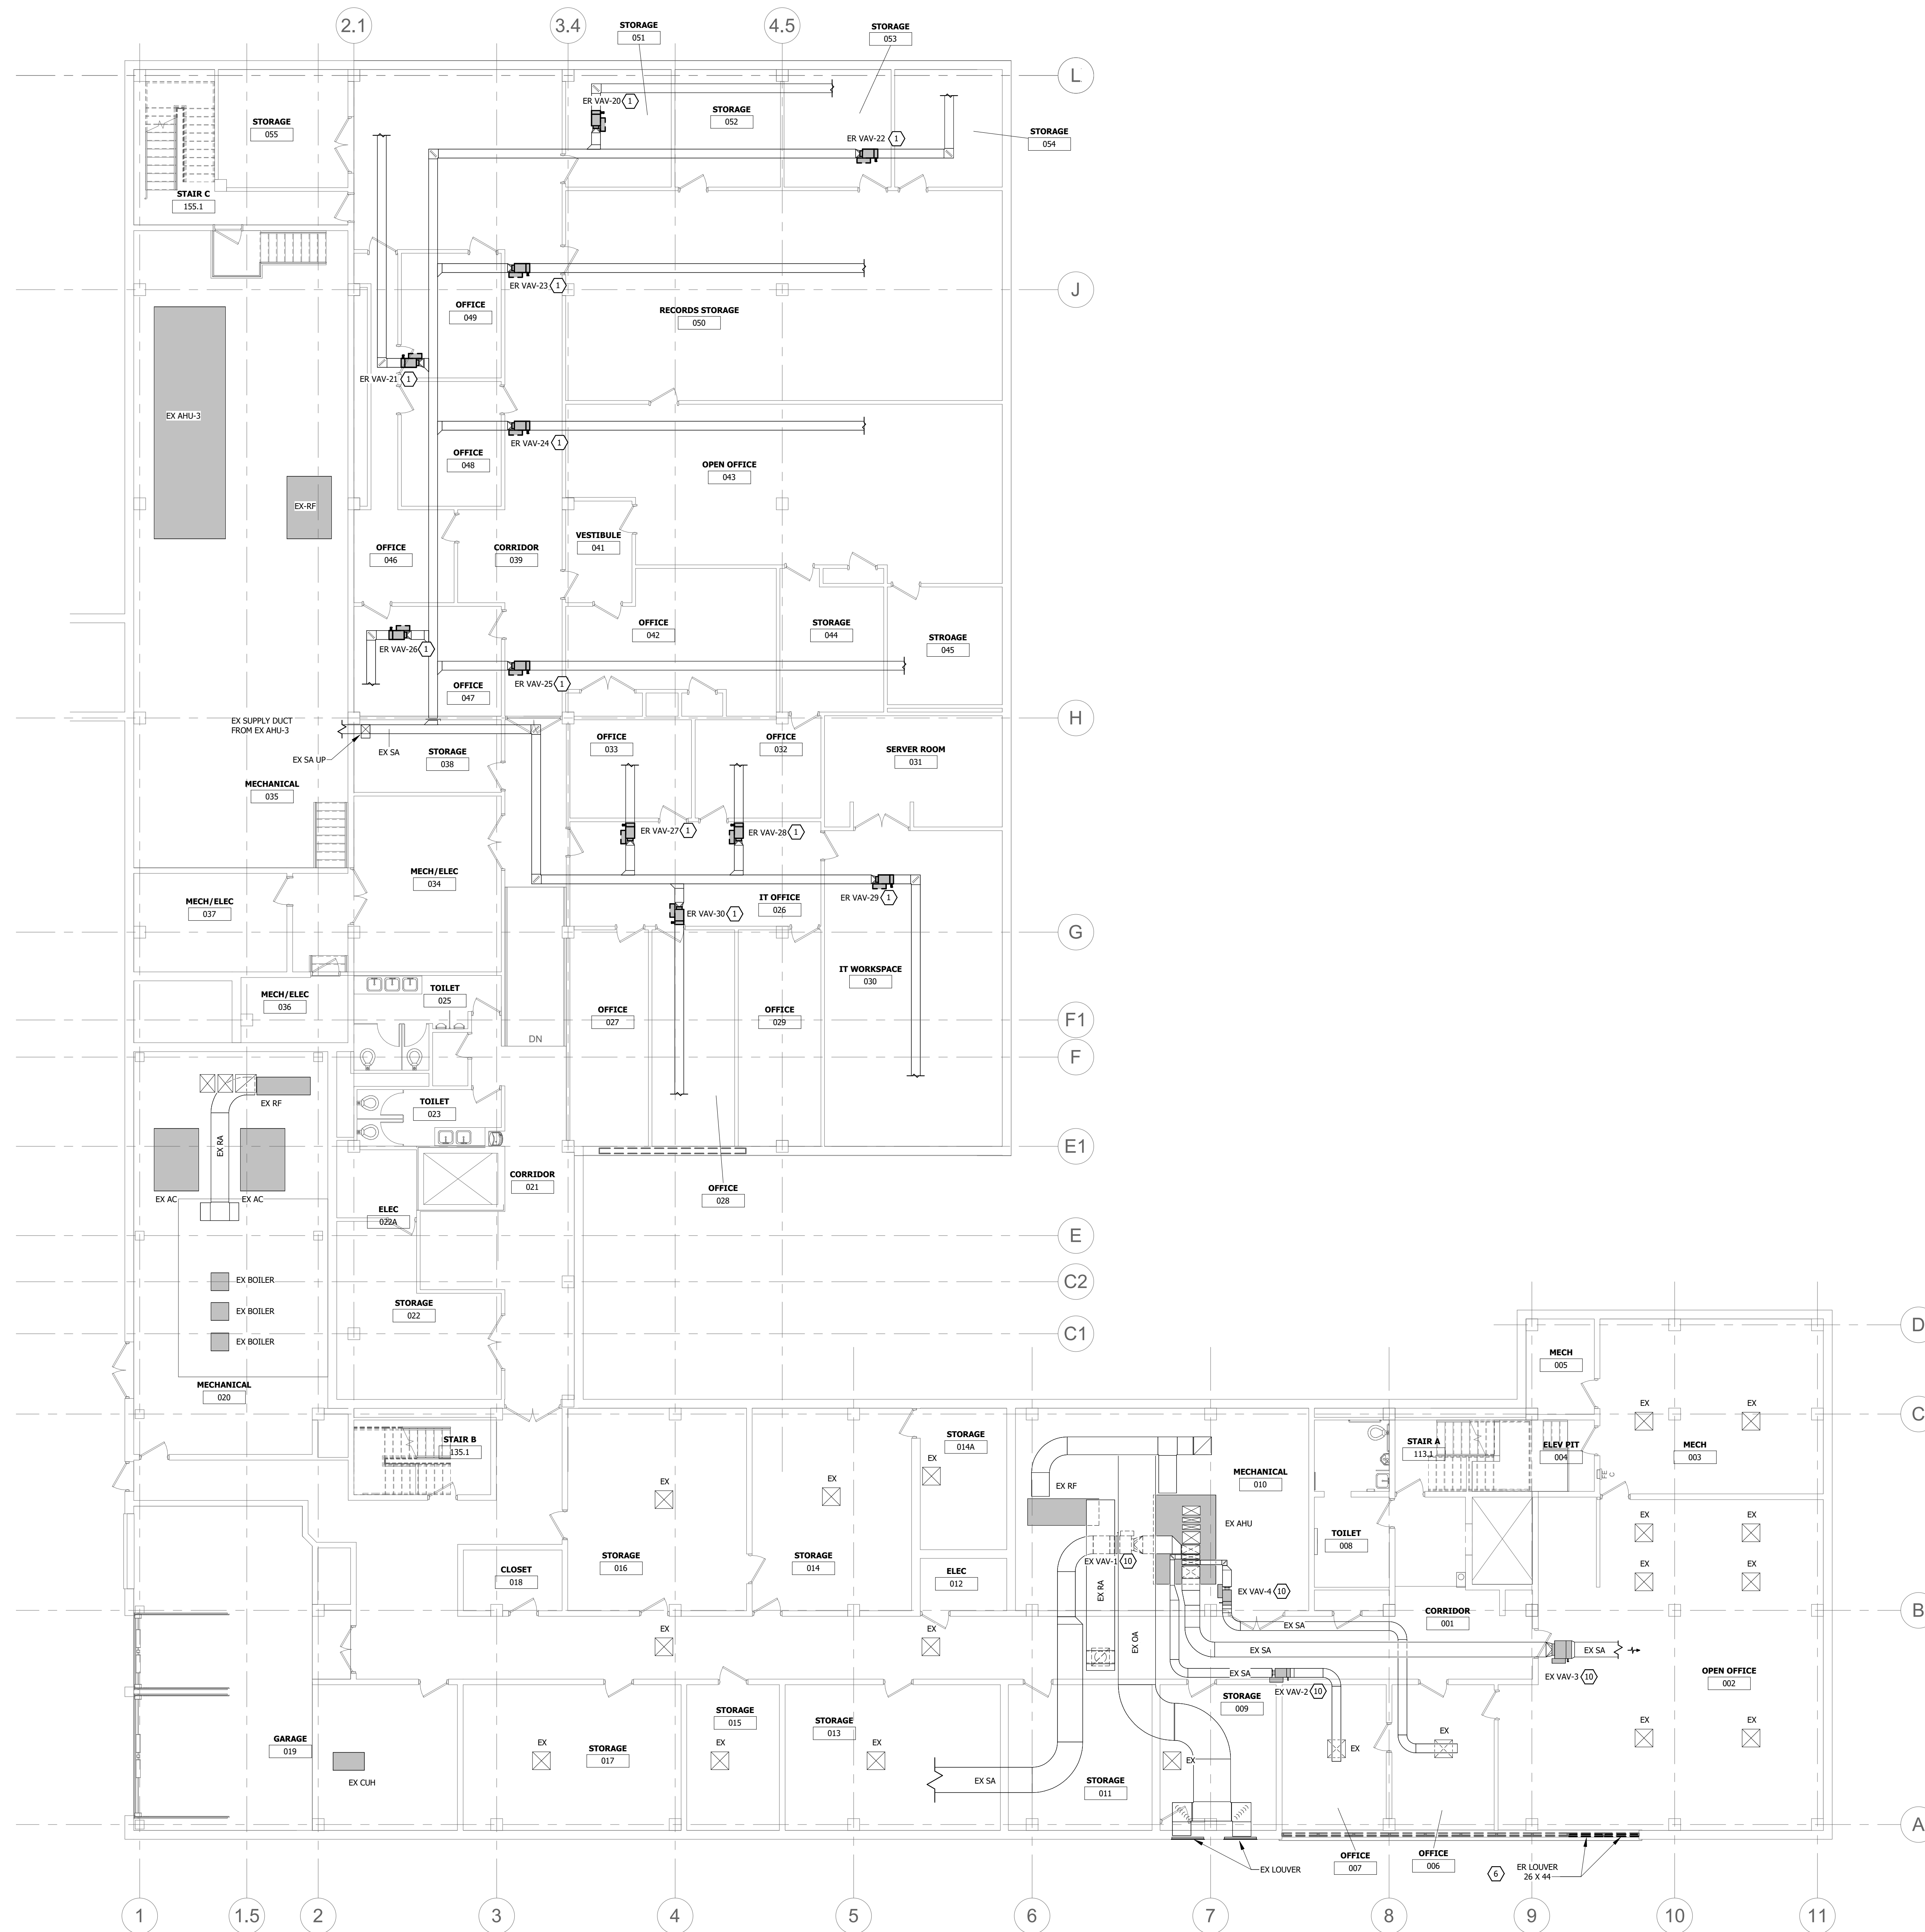 2.1
3.4
4.5
STORAGE
051
STORAGE
053
L
ER VAV-20 1
STORAGE
052
STORAGE
055
ER VAV-22 1
STORAGE
054
STAIR C
155.1
ER VAV-23 1
J
OFFICE
049
RECORDS STORAGE
050
ER VAV-21 1
EX AHU-3
ER VAV-24 1
OFFICE
048
OPEN OFFICE
043
EX-RF
OFFICE
046
CORRIDOR
039
VESTIBULE
041
OFFICE
042
STORAGE
044
STROAGE
045
ER VAV-26 1
ER VAV-25 1
OFFICE
047
H
EX SUPPLY DUCT
FROM EX AHU-3
EX SA UP
EX SA
STORAGE
038
OFFICE
033
OFFICE
032
SERVER ROOM
031
MECHANICAL
035
ER VAV-27 1
ER VAV-28 1
MECH/ELEC
034
MECH/ELEC
037
ER VAV-30 1
IT OFFICE
026
ER VAV-29 1
G
IT WORKSPACE
030
TOILET
025
MECH/ELEC
036
OFFICE
027
OFFICE
029
F1
DN
F
EX RF
TOILET
023
EX RA
E1
EX AC
EX AC
CORRIDOR
021
OFFICE
028
ELEC
022A
E
EX BOILER
EX BOILER
EX BOILER
C2
STORAGE
022
C1
D
MECH
005
MECHANICAL
020
EX
EX
C
STAIR B
135.1
STORAGE
014A
STAIR A
113.1
ELEV PIT
004
MECH
003
MECHANICAL
010
FE
C
EX
EX
EX
EX RF
EX AHU
EX
EX
TOILET
008
EX VAV-1 10
CLOSET
018
STORAGE
016
STORAGE
014
ELEC
012
EX
EX
EX RA
EX VAV-4 10
B
CORRIDOR
001
EX
EX
EX OA
EX SA
EX SA
EX SA
EX SA
EX VAV-3 10
EX VAV-2 10
OPEN OFFICE
002
STORAGE
009
STORAGE
015
STORAGE
013
EX
EX
GARAGE
019
STORAGE
017
EX
EX
EX
EX
EX
EX
EX CUH
EX SA
STORAGE
011
A
EX LOUVER
OFFICE
007
OFFICE
006
6
ER LOUVER
26 X 44
1
1.5
2
3
4
5
6
7
8
9
10
11